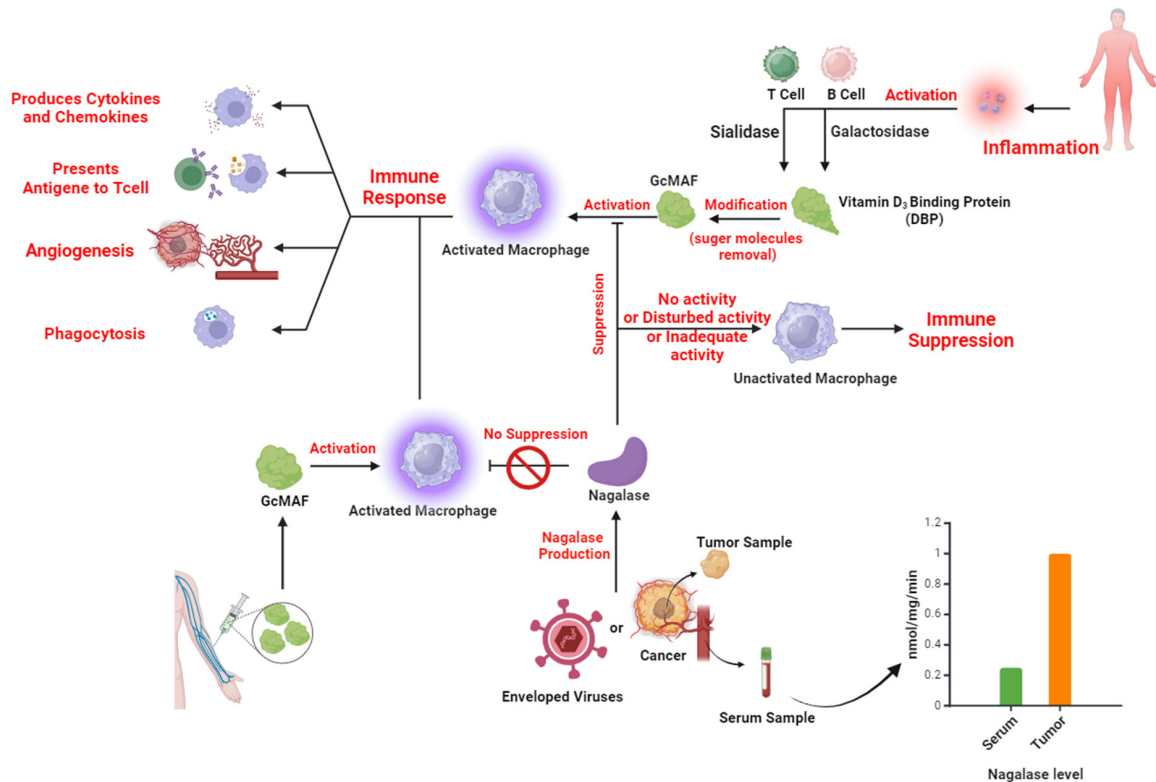 T Cell
B Cell
Activation
Sialidase
Galactosidase
Inflammation
Produces Cytokines
and Chemokines
Presents
Antigene to Tcell
Angiogenesis
Phagocytosis
Immune
Response
Activated Macrophage
Activation
GcMAF
Modification
(suger molecules
removal)
Vitamin D₃ Binding Protein
(DBP)
Suppression
No activity
or Disturbed activity
or Inadequate
activity
Unactivated Macrophage
Immune
Suppression
GcMAF
Activation
Activated Macrophage
No Suppression
Nagalase
Nagalase
Production
Enveloped Viruses
or
Cancer
Tumor Sample
Serum Sample
nmol/mg/min
1.2
1
0.8
0.6
0.4
0.2
0
Serum
Tumor
Nagalase level